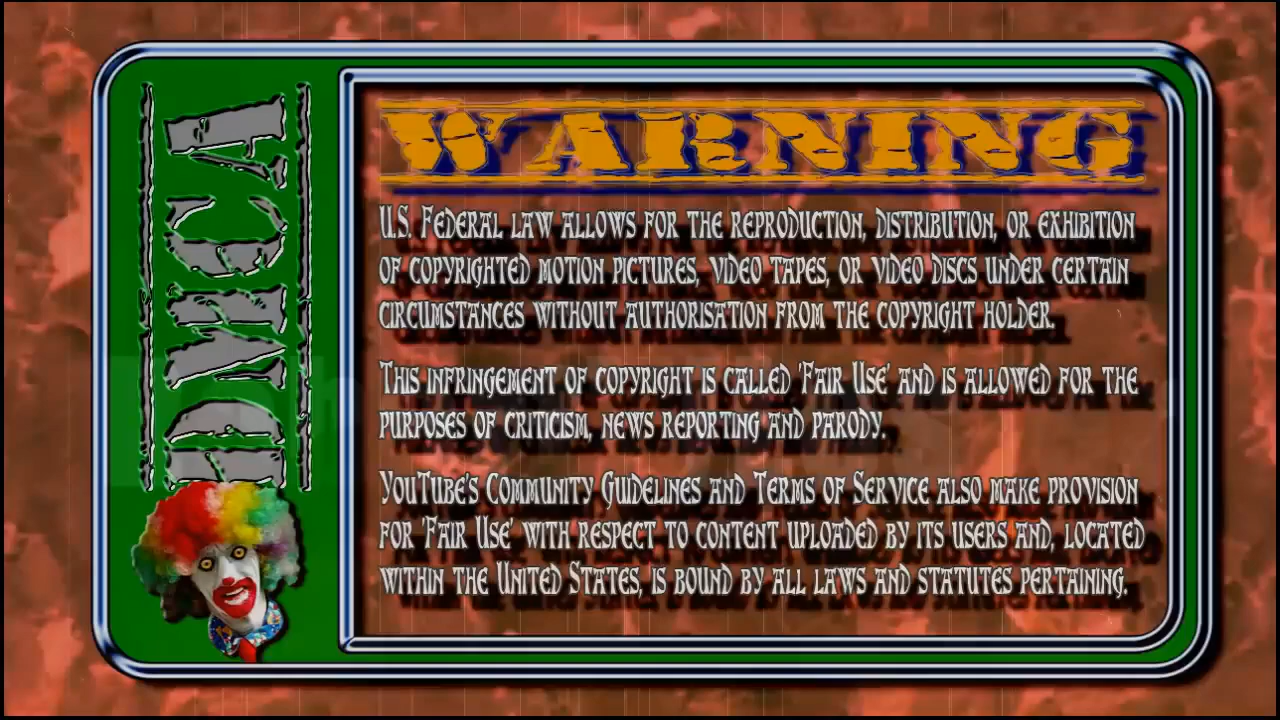 DMCA
WARNING
U.S. Federal law allows for the reproduction, distribution, or exhibition
of copyrighted motion pictures, video tapes, or video discs under certain
circumstances without authorisation from the copyright holder.
This infringement of copyright is called 'Fair Use' and is allowed for the
purposes of criticism, news reporting and parody.
YouTube's Community Guidelines and Terms of Service also make provision
for 'Fair Use' with respect to content uploaded by its users and, located
within the United States, is bound by all laws and statutes pertaining.